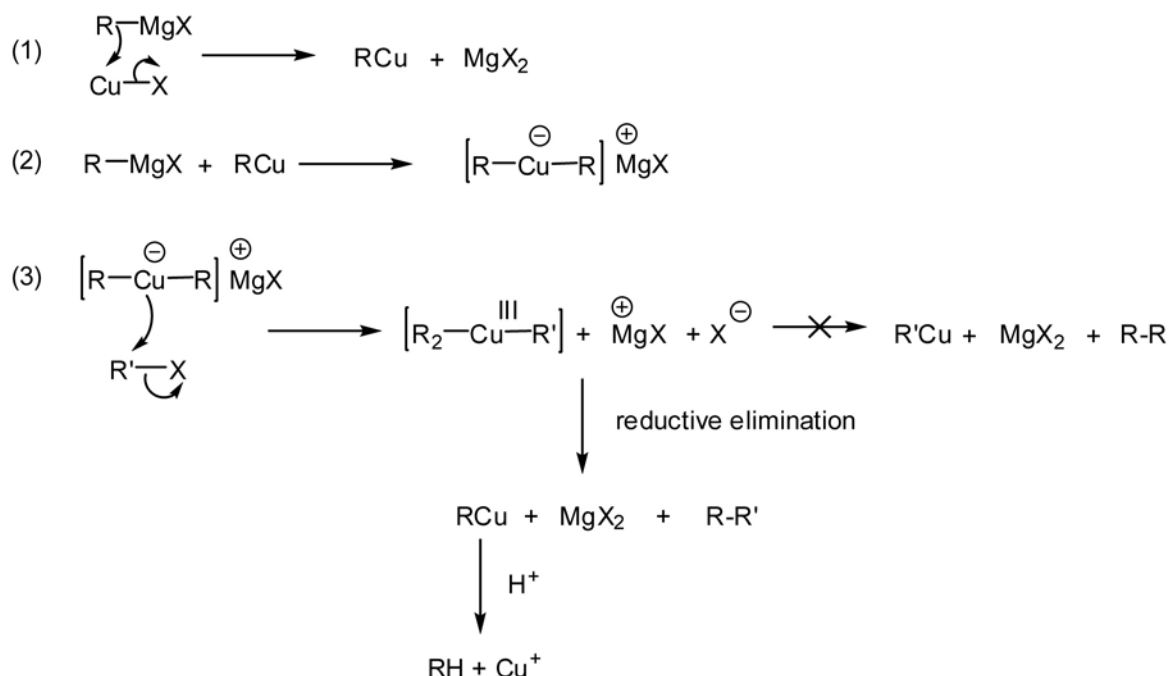 (1) R—MgX
Cu—X
RCu + MgX₂
(2) R—MgX + RCu [R—Cu—R] MgX
⊖ ⊕
(3) [R—Cu—R] MgX
⊖ ⊕
R'—X
[R₂—Cu—R'] + MgX + X
III ⊕ ⊖
R'Cu + MgX₂ + R-R
reductive elimination
RCu + MgX₂ + R-R'
H⁺
RH + Cu⁺